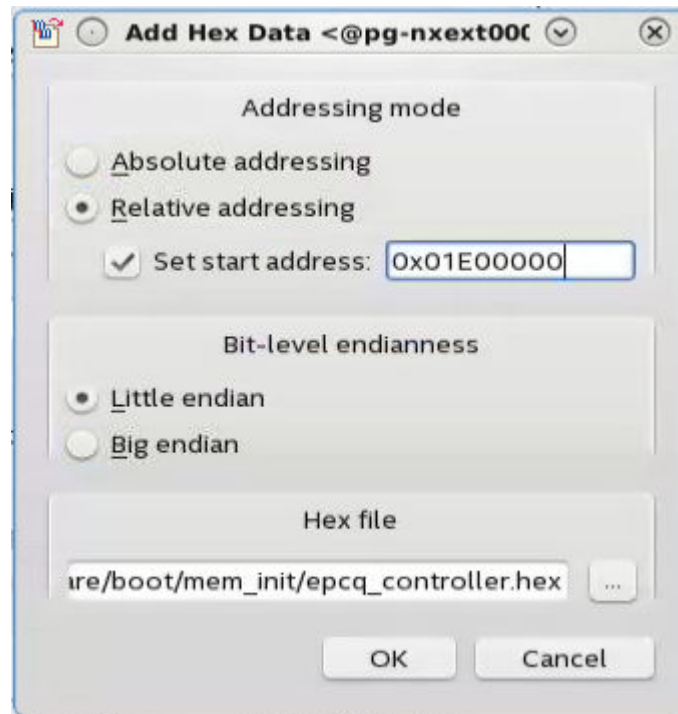 Add Hex Data <@pg-nxext000
Addressing mode
Absolute addressing
Relative addressing
Set start address: 0x01E00000
Bit-level endianness
Little endian
Big endian
Hex file
are/boot/mem_init/epcq_controller.hex ...
OK Cancel